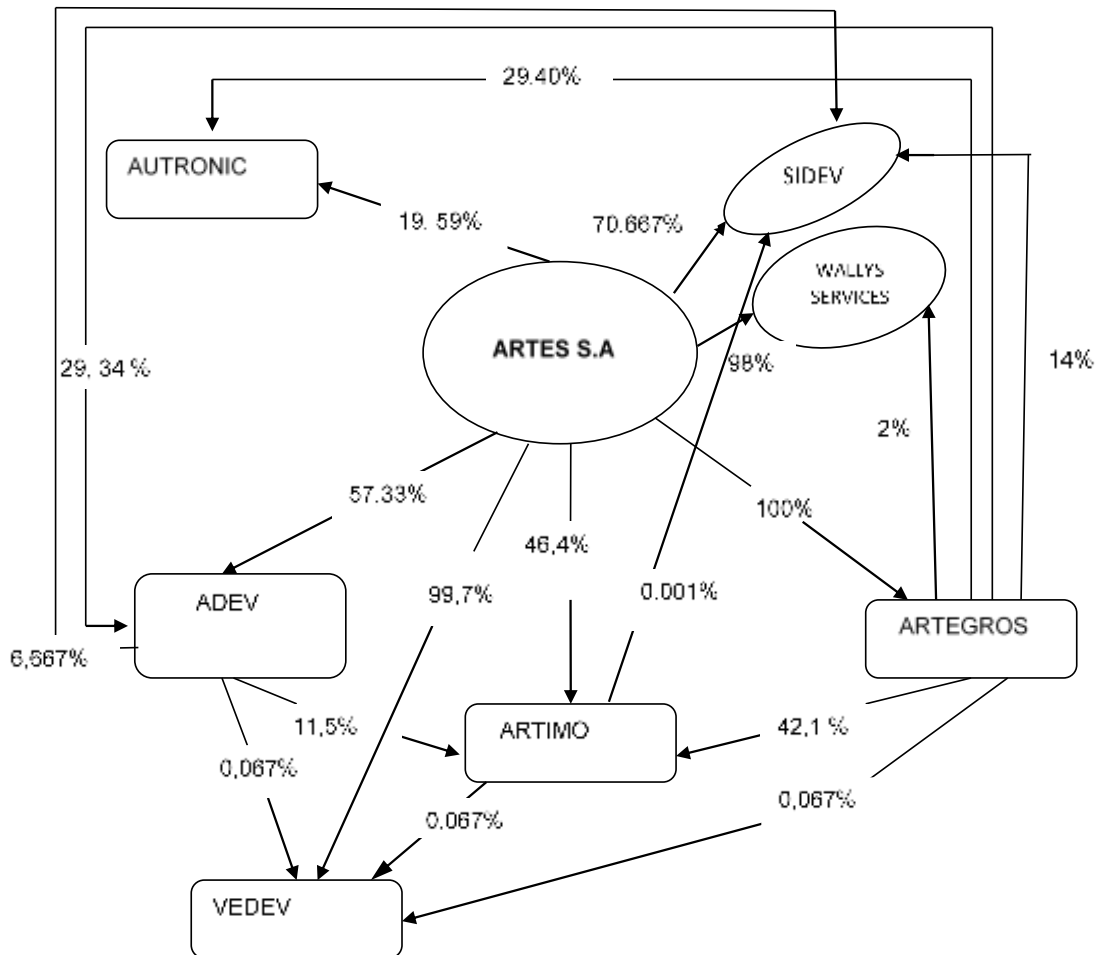 29.40%
AUTRONIC
SIDEV
19. 59%
70.667%
WALLYS
SERVICES
ARTES S.A
29, 34 %
98%
14%
2%
57.33%
100%
46,4%
99,7%
0.001%
ADEV
ARTEGROS
6,667%
11,5%
ARTIMO
42,1 %
0,067%
0,067%
0,067%
VEDEV